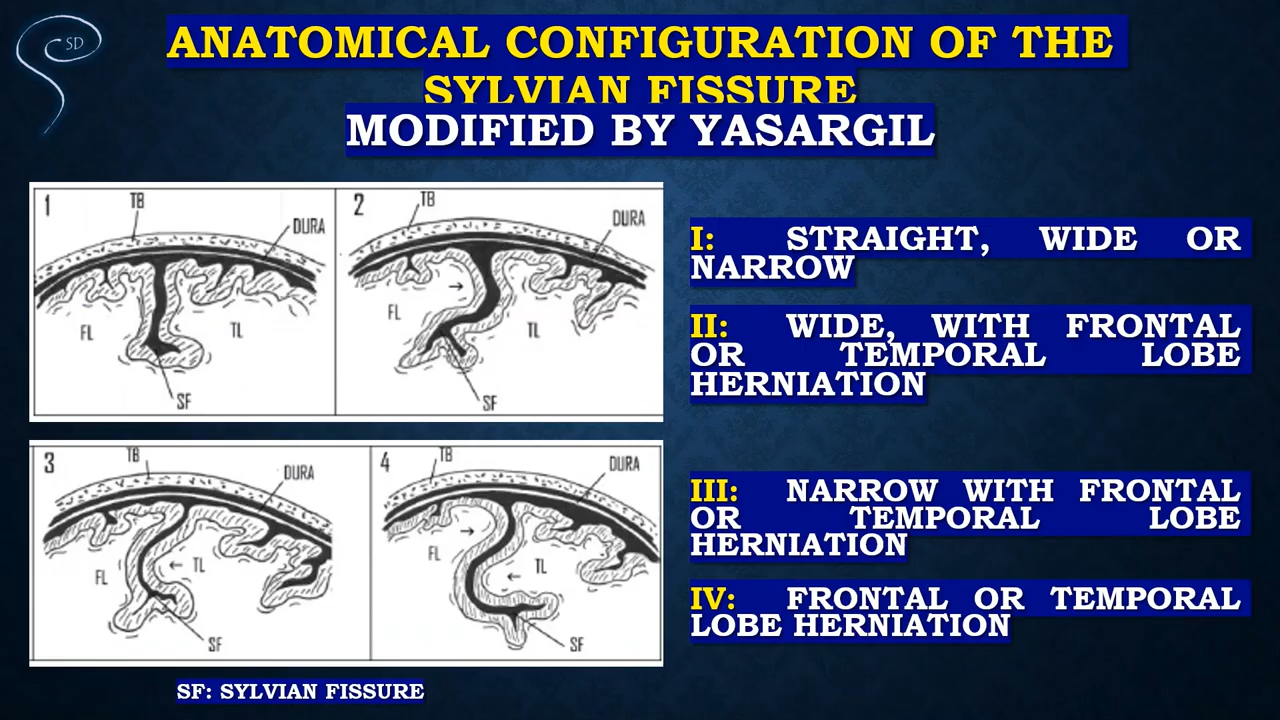 SD
ANATOMICAL CONFIGURATION OF THE
SYLVIAN FISSURE
MODIFIED BY YASARGIL
1
TB
DURA
FL
TL
SF
2
TB
DURA
FL
TL
SF
I: STRAIGHT, WIDE OR
NARROW
II: WIDE, WITH FRONTAL
OR TEMPORAL LOBE
HERNIATION
3
TB
DURA
FL
TL
SF
4
TB
DURA
FL
TL
SF
III: NARROW WITH FRONTAL
OR TEMPORAL LOBE
HERNIATION
IV: FRONTAL OR TEMPORAL
LOBE HERNIATION
SF: SYLVIAN FISSURE